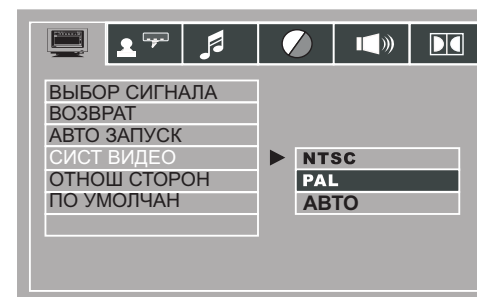 ВЫБОР СИГНАЛА
ВОЗВРАТ
АВТО ЗАПУСК
СИСТ ВИДЕО
ОТНОШ СТОРОН
ПО УМОЛЧАН
NTSC
PAL
АВТО